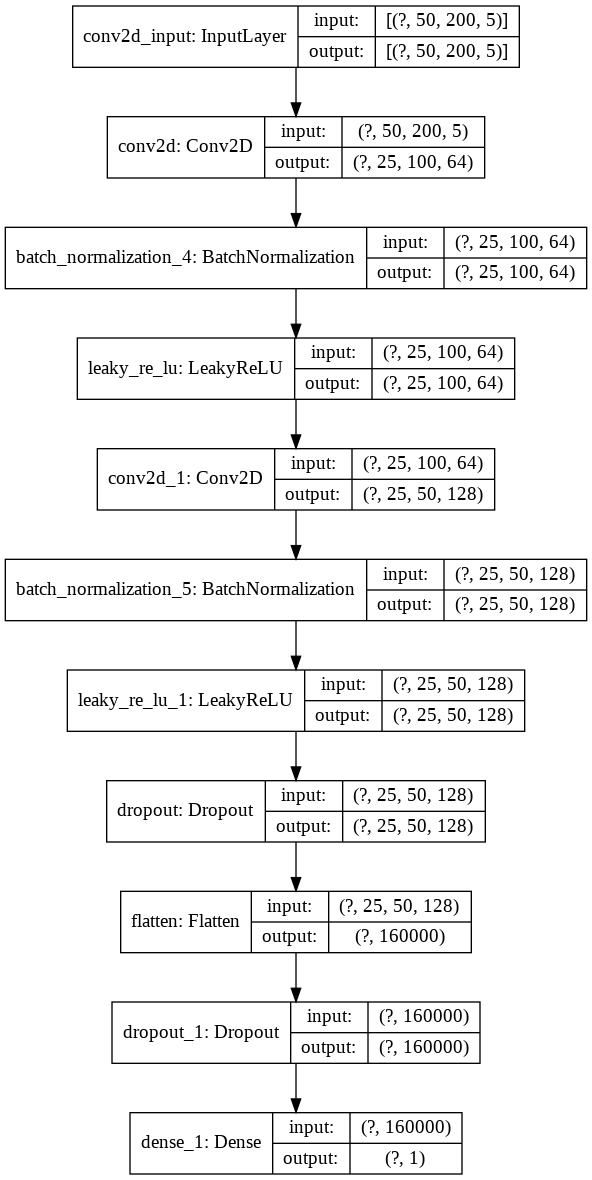 conv2d_input: InputLayer
input: [(?, 50, 200, 5)]
output: [(?, 50, 200, 5)]
conv2d: Conv2D
input: (?, 50, 200, 5)
output: (?, 25, 100, 64)
batch_normalization_4: BatchNormalization
input: (?, 25, 100, 64)
output: (?, 25, 100, 64)
leaky_re_lu: LeakyReLU
input: (?, 25, 100, 64)
output: (?, 25, 100, 64)
conv2d_1: Conv2D
input: (?, 25, 100, 64)
output: (?, 25, 50, 128)
batch_normalization_5: BatchNormalization
input: (?, 25, 50, 128)
output: (?, 25, 50, 128)
leaky_re_lu_1: LeakyReLU
input: (?, 25, 50, 128)
output: (?, 25, 50, 128)
dropout: Dropout
input: (?, 25, 50, 128)
output: (?, 25, 50, 128)
flatten: Flatten
input: (?, 25, 50, 128)
output: (?, 160000)
dropout_1: Dropout
input: (?, 160000)
output: (?, 160000)
dense_1: Dense
input: (?, 160000)
output: (?, 1)